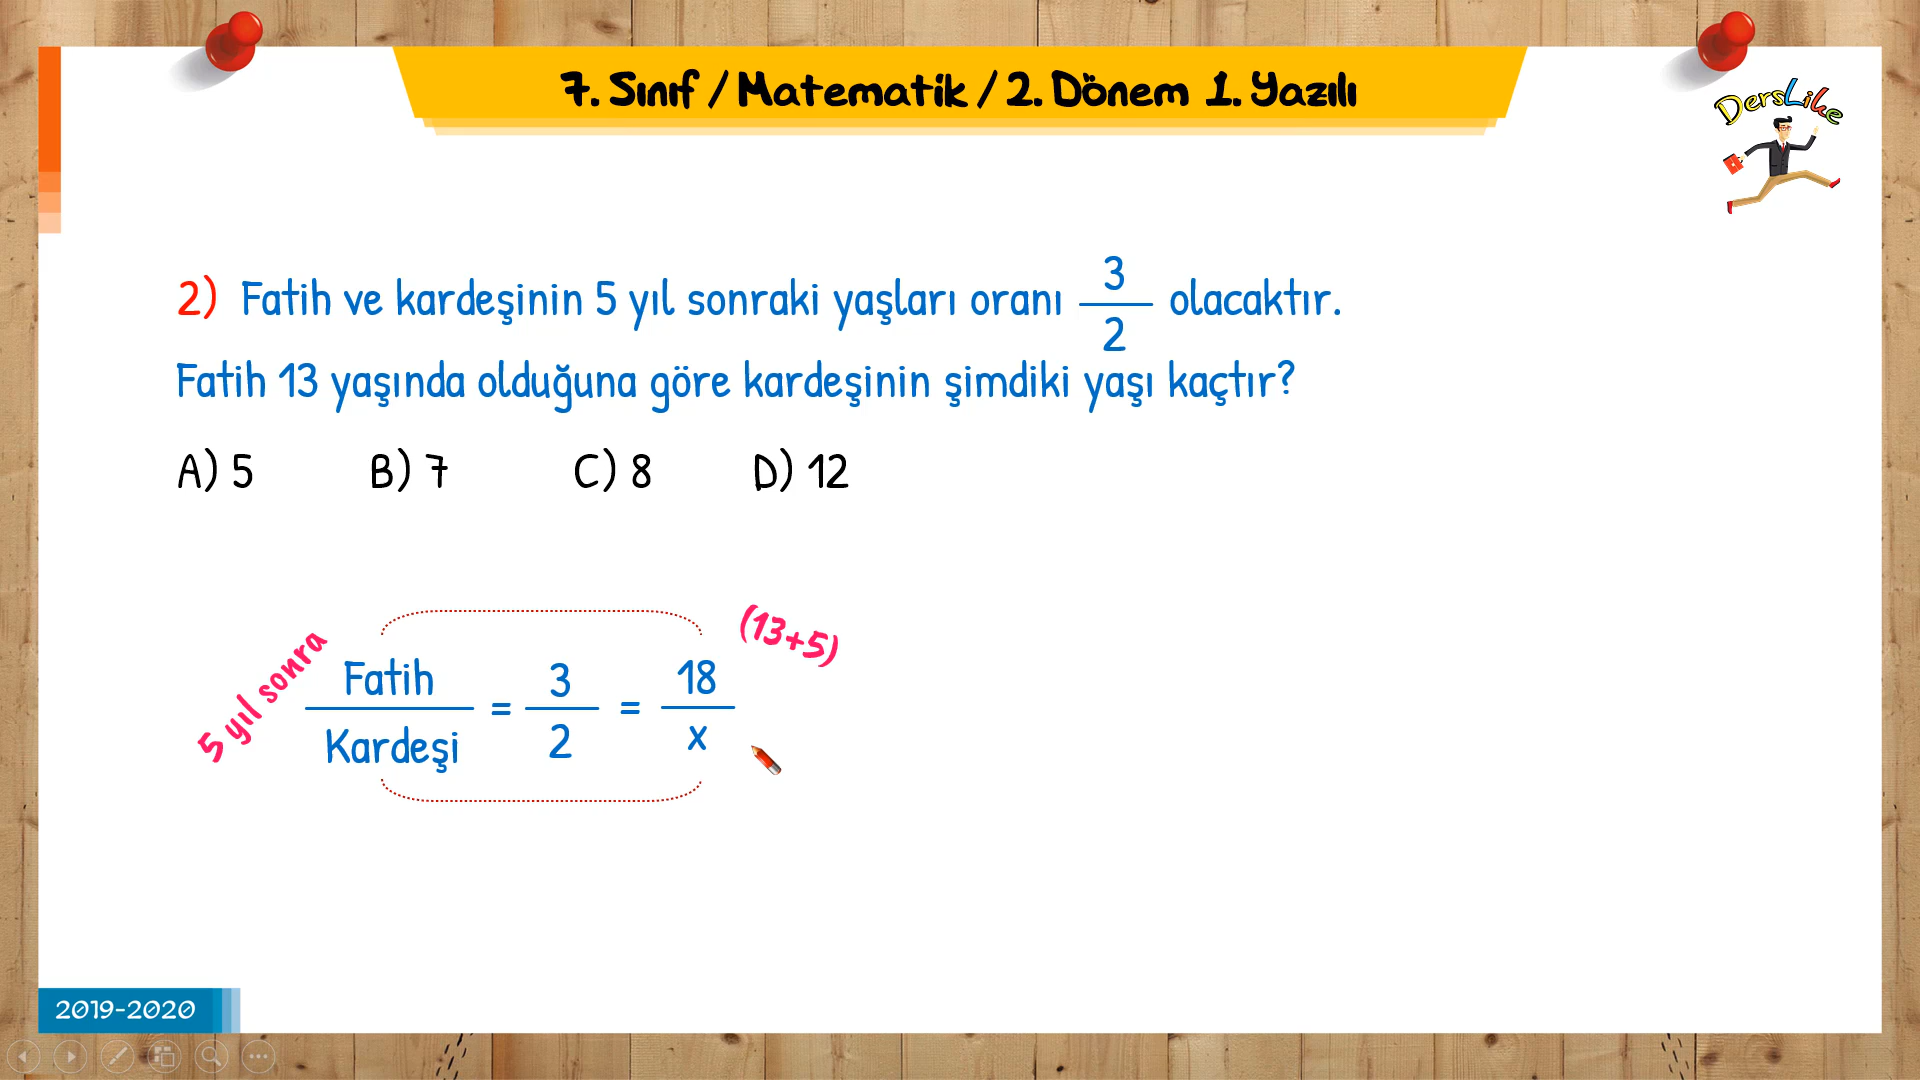 7. Sınıf / Matematik / 2. Dönem 1. Yazılı
DersLike
2) Fatih ve kardeşinin 5 yıl sonraki yaşları oranı 3/2 olacaktır.
Fatih 13 yaşında olduğuna göre kardeşinin şimdiki yaşı kaçtır?
A) 5 B) 7 C) 8 D) 12
5 yıl sonra
Fatih/Kardeşi = 3/2 = 18/x
(13+5)
2019-2020